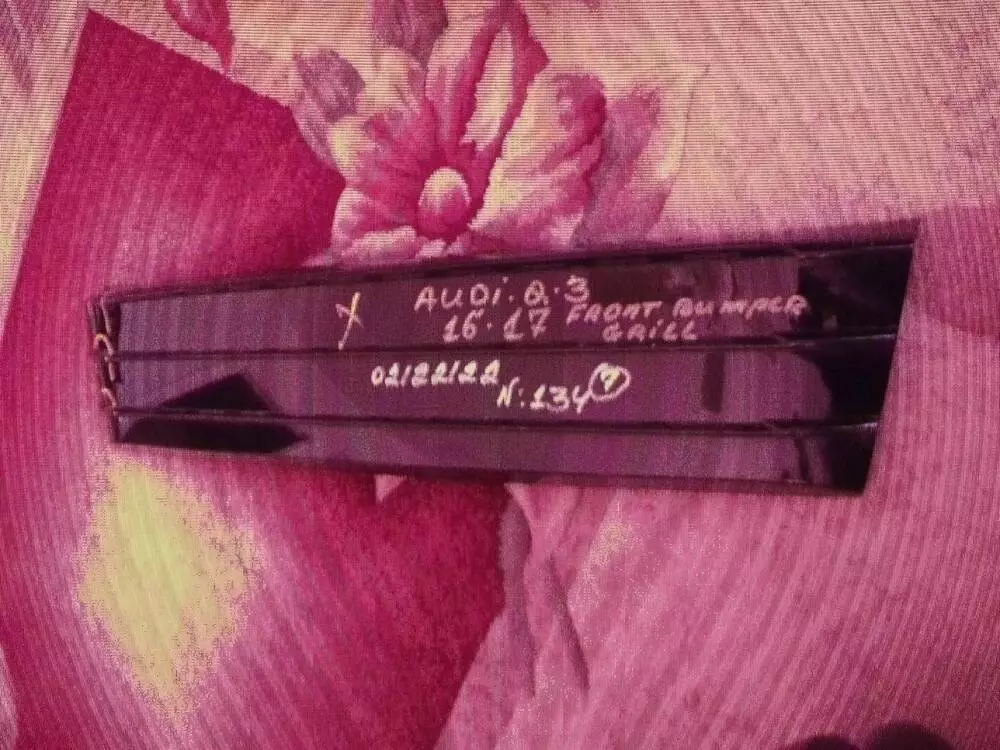 AUDi. Q. 3
16. 17 FRONT BUMPER
GRILL
02/22/22
N: 134